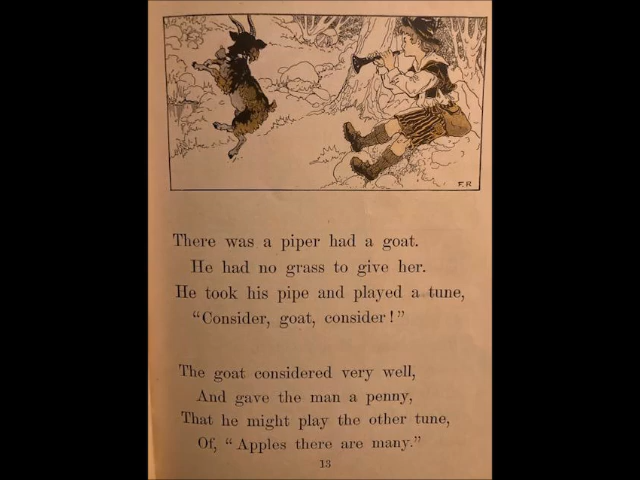 F. R
There was a piper had a goat.
He had no grass to give her.
He took his pipe and played a tune,
"Consider, goat, consider!"
The goat considered very well,
And gave the man a penny,
That he might play the other tune,
Of, "Apples there are many."
13